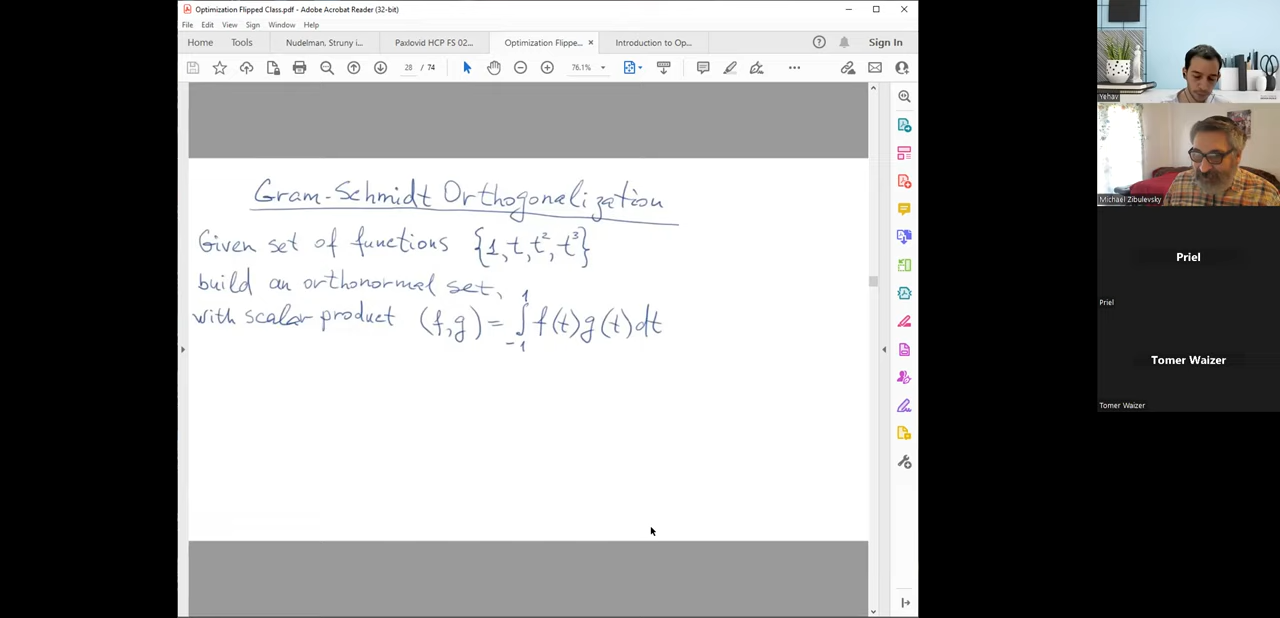 Optimization Flipped Class.pdf - Adobe Acrobat Reader (32-bit)
File Edit View Sign Window Help
Home Tools Nudelman, Struny i... Paxlovid HCP FS 02... Optimization Flippe... × Introduction to Op... Sign In
28 / 74 76.1%
Gram-Schmidt Orthogonalization
Given set of functions {1, t, t², t³}
build an orthonormal set,
with scalar product (f,g) = ∫₋₁¹ f(t)g(t)dt
Yehav
Michael Zibulevsky
Priel
Priel
Tomer Waizer
Tomer Waizer